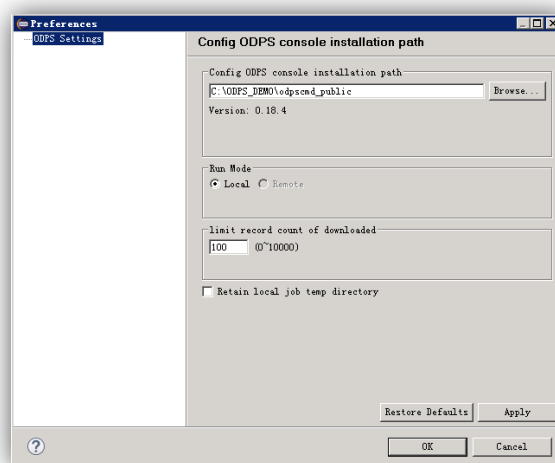 Preferences
ODPS Settings
Config ODPS console installation path
Config ODPS console installation path
C:\ODPS_DEMO\odpscmd_public
Browse...
Version: 0.18.4
Run Mode
Local
Remote
limit record count of downloaded
100
(0~10000)
Retain local job temp directory
Restore Defaults
Apply
?
OK
Cancel